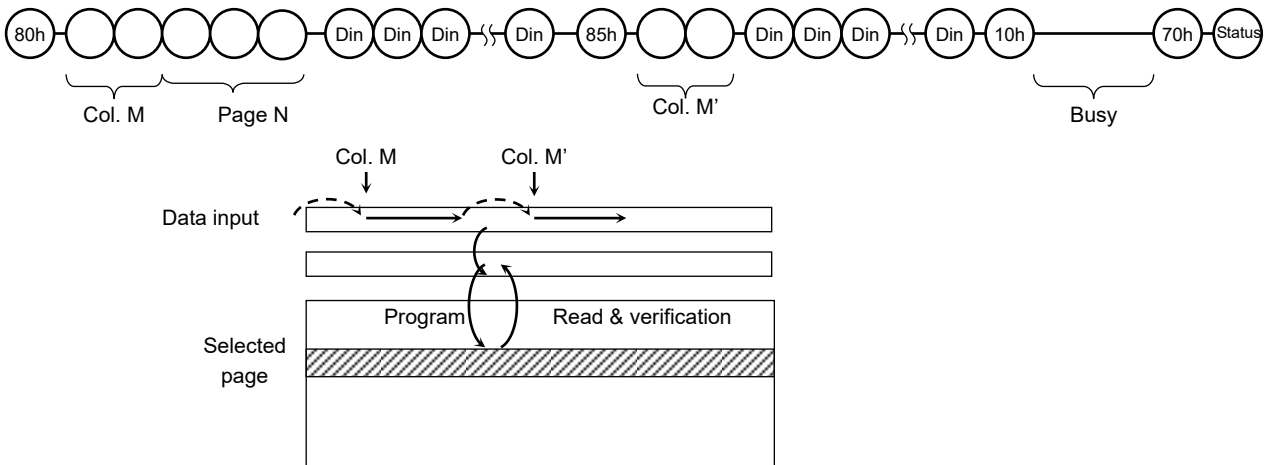 80h Din Din Din Din 85h Din Din Din Din 10h 70h Status
Col. M Page N Col. M’ Busy
Col. M Col. M’
Data input
Program Read & verification
Selected
page